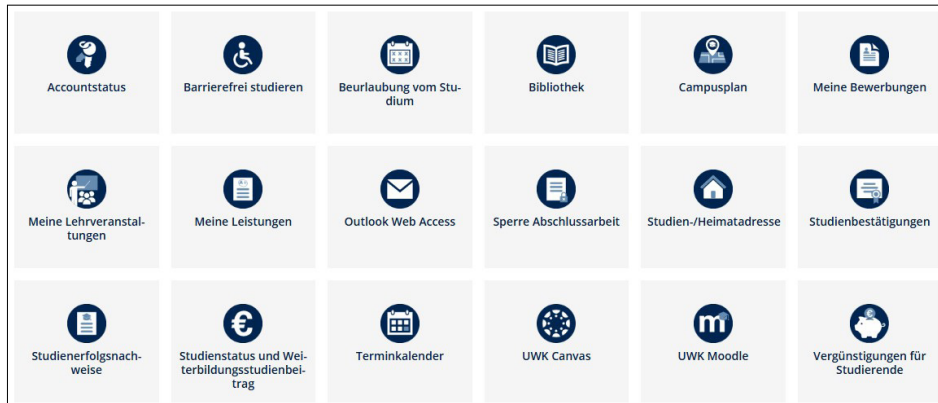 Accountstatus
Barrierefrei studieren
Beurlaubung vom Stu-
dium
Bibliothek
Campusplan
Meine Bewerbungen
Meine Lehrveranstal-
tungen
Meine Leistungen
Outlook Web Access
Sperre Abschlussarbeit
Studien-/Heimatadresse
Studienbestätigungen
Studienerfolgsnach-
weise
€
Studienstatus und Wei-
terbildungsstudienbei-
trag
Terminkalender
UWK Canvas
m
UWK Moodle
Vergünstigungen für
Studierende